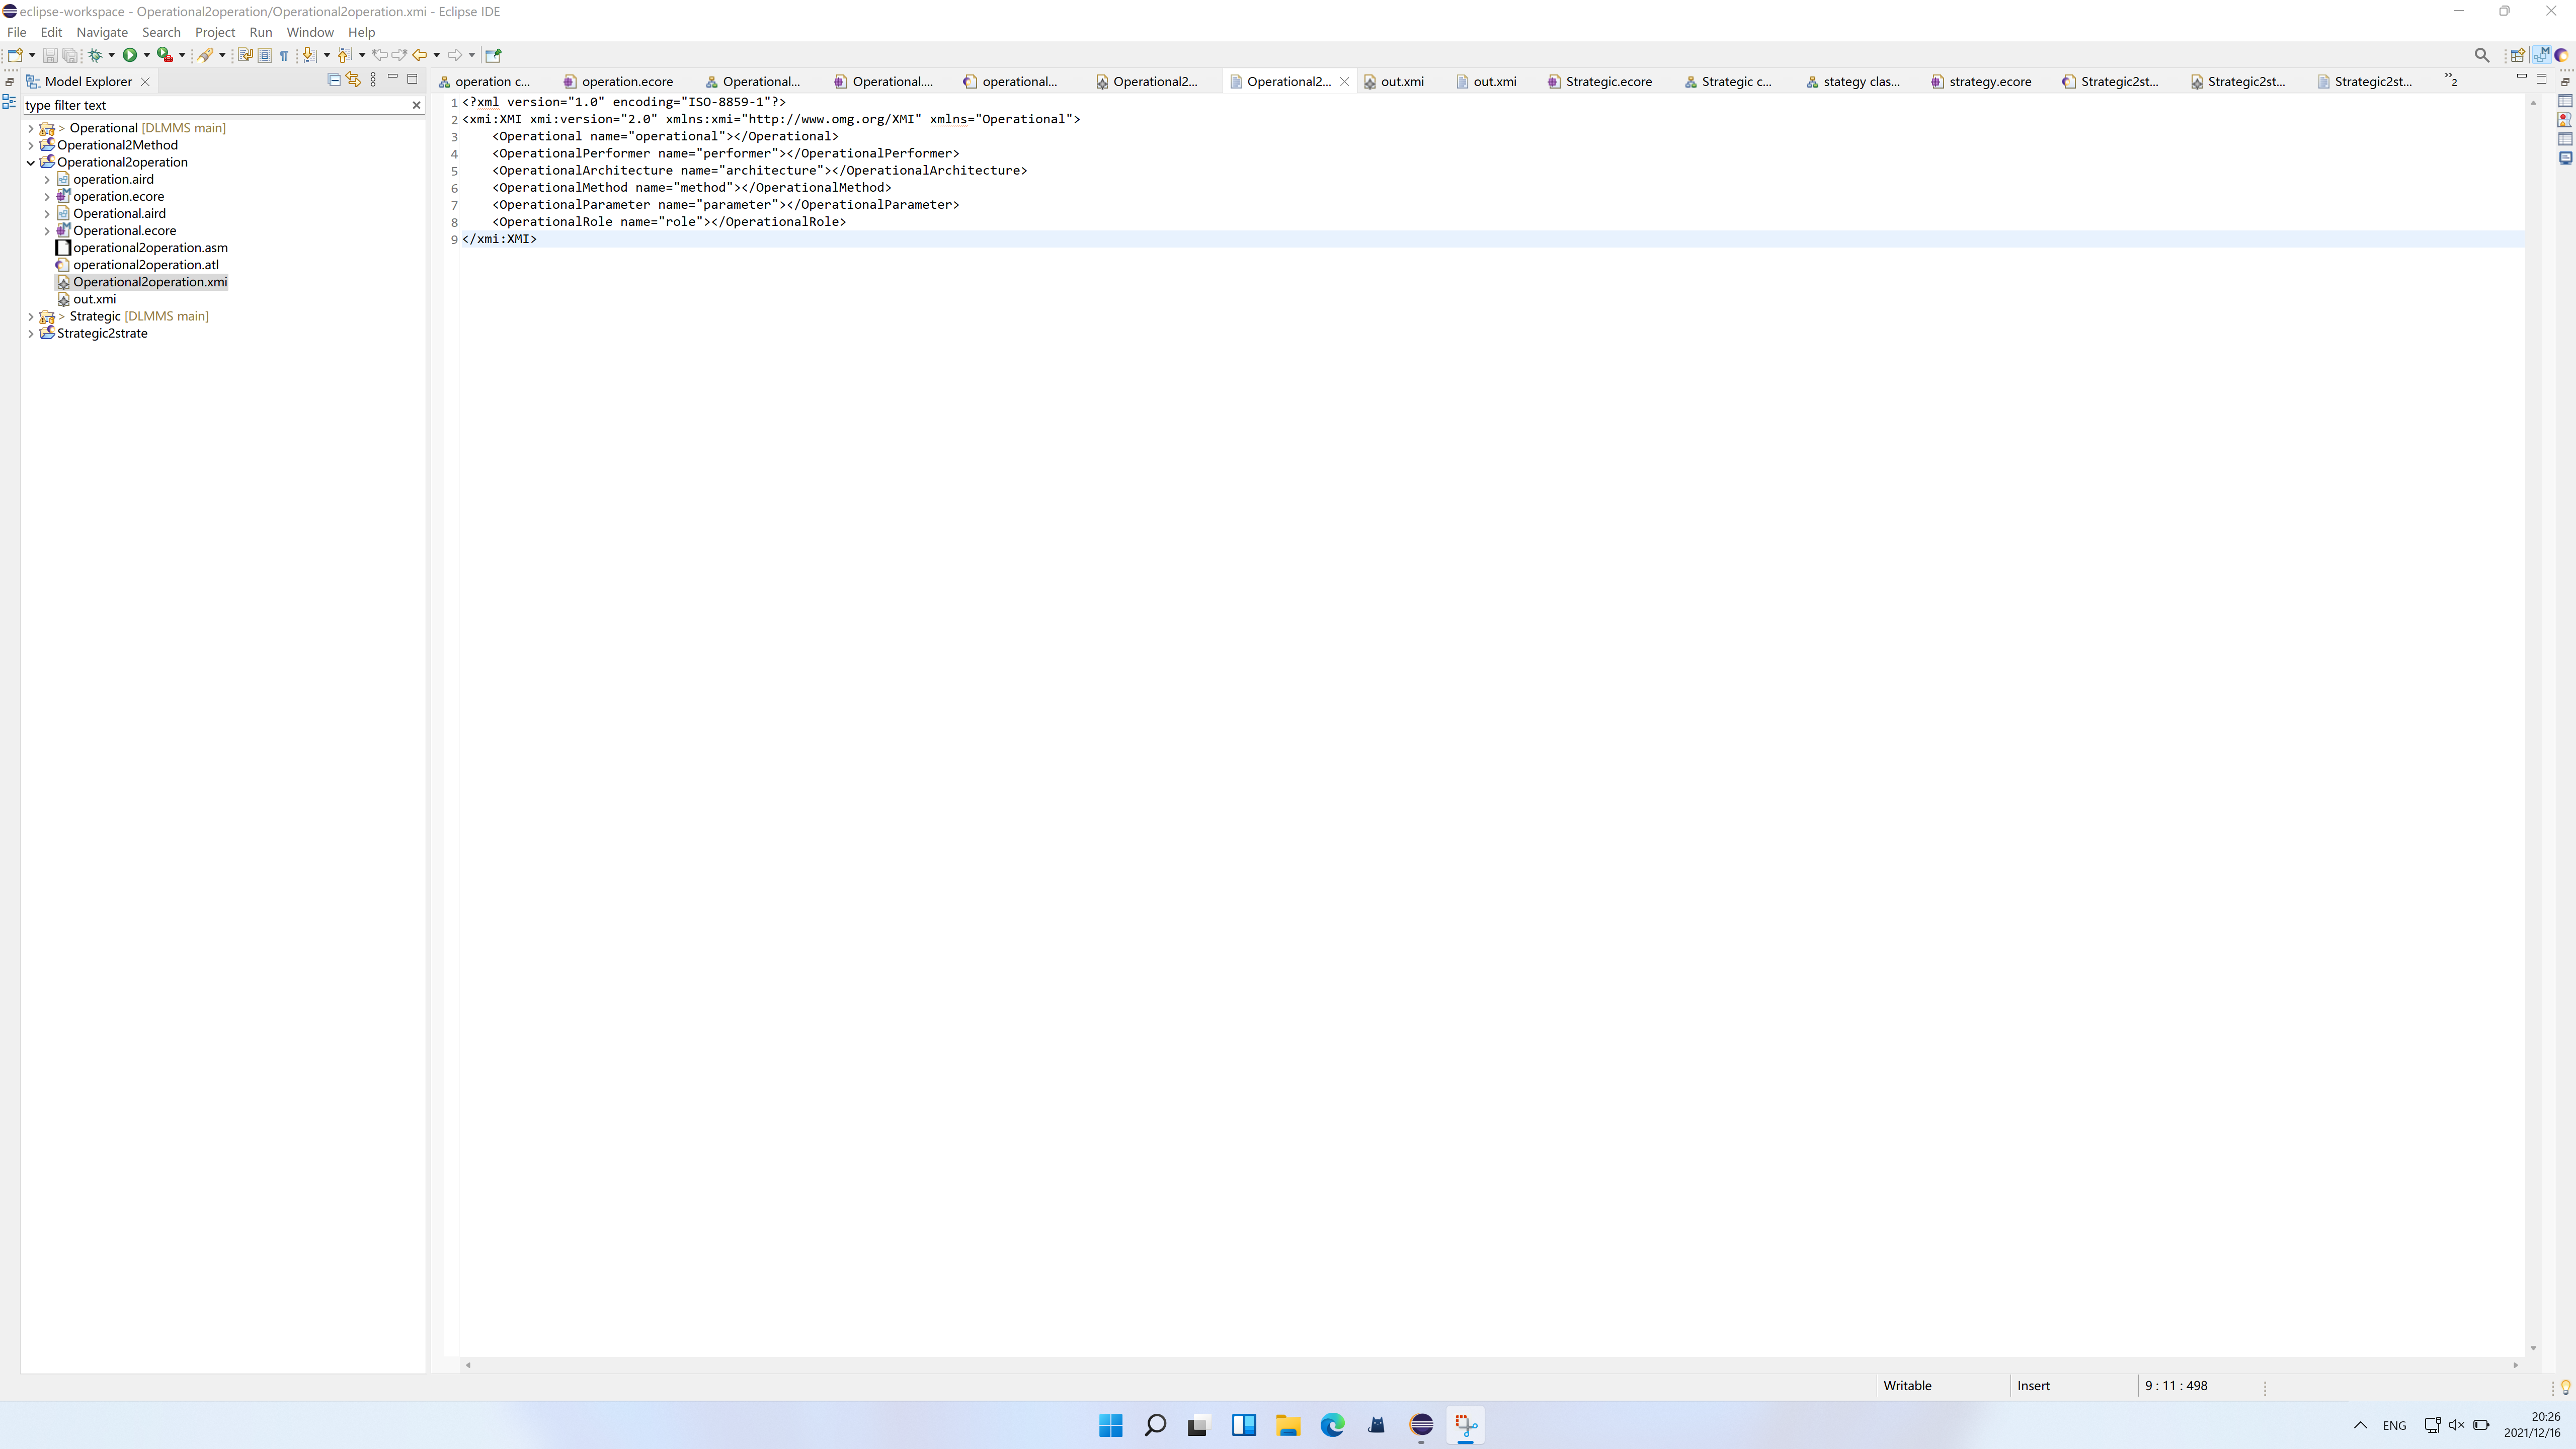 eclipse-workspace - Operational2operation/Operational2operation.xmi - Eclipse IDE
File Edit Navigate Search Project Run Window Help
Model Explorer
operation c...
operation.ecore
Operational...
Operational....
operational...
Operational2...
Operational2...
out.xmi
out.xmi
Strategic.ecore
Strategic c...
stategy clas...
strategy.ecore
Strategic2st...
Strategic2st...
Strategic2st...
»2
type filter text
> Operational [DLMMS main]
Operational2Method
Operational2operation
operation.aird
operation.ecore
Operational.aird
Operational.ecore
operational2operation.asm
operational2operation.atl
Operational2operation.xmi
out.xmi
> Strategic [DLMMS main]
Strategic2strate
1 <?xml version="1.0" encoding="ISO-8859-1"?>
2 <xmi:XMI xmi:version="2.0" xmlns:xmi="http://www.omg.org/XMI" xmlns="Operational">
3     <Operational name="operational"></Operational>
4     <OperationalPerformer name="performer"></OperationalPerformer>
5     <OperationalArchitecture name="architecture"></OperationalArchitecture>
6     <OperationalMethod name="method"></OperationalMethod>
7     <OperationalParameter name="parameter"></OperationalParameter>
8     <OperationalRole name="role"></OperationalRole>
9 </xmi:XMI>
Writable
Insert
9 : 11 : 498
ENG
20:26
2021/12/16